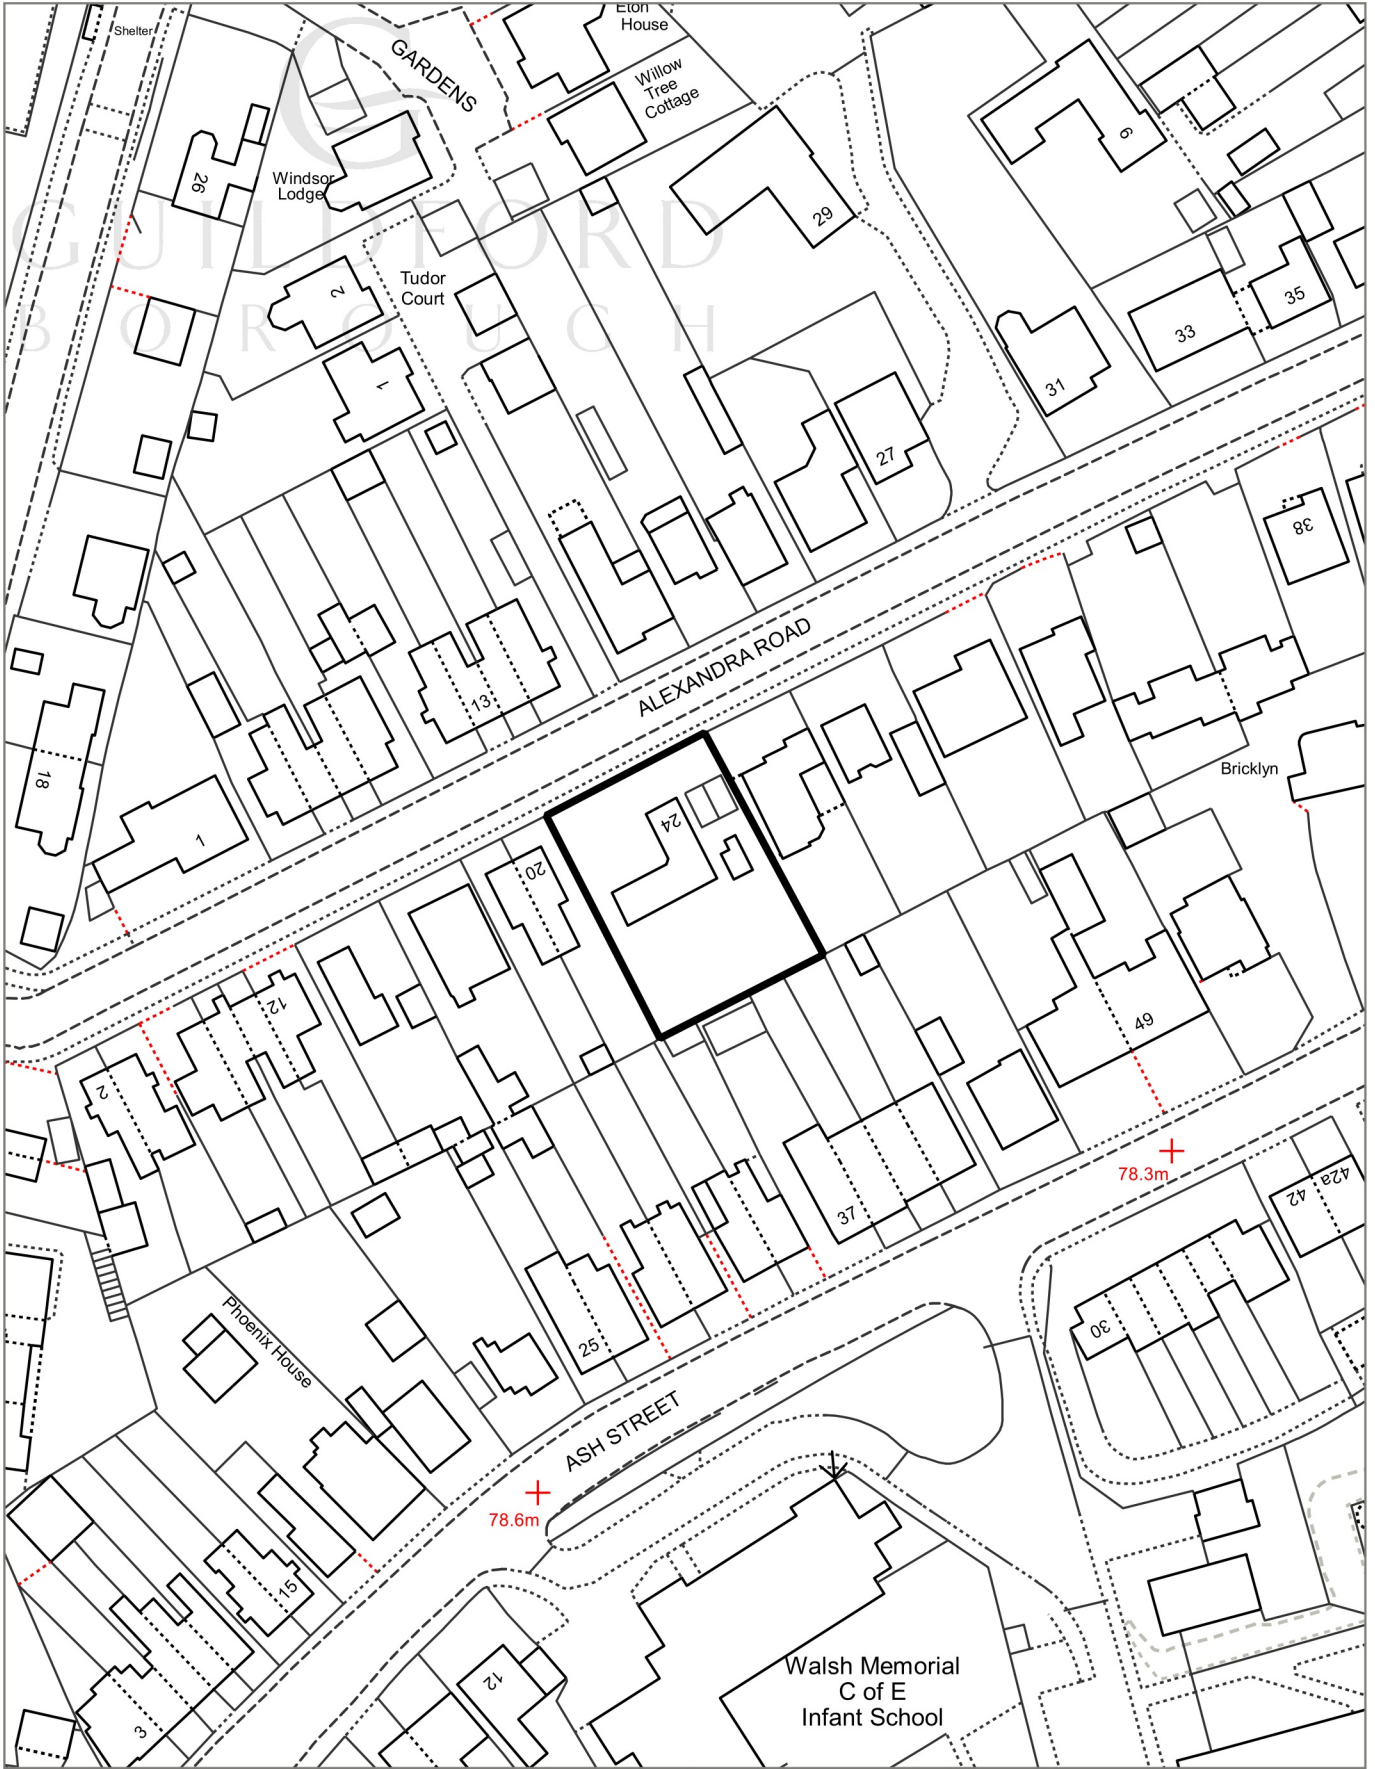 Shelter
GARDENS
Eton
House
Willow
Tree
Cottage
6
26
Windsor
Lodge
29
GUILDFORD
BOROUGH
2
Tudor
Court
1
35
33
31
27
38
13
ALEXANDRA ROAD
18
1
24
20
Bricklyn
12
2
49
78.3m
42
42a
37
30
25
Phoenix House
ASH STREET
78.6m
15
12
3
Walsh Memorial
C of E
Infant School